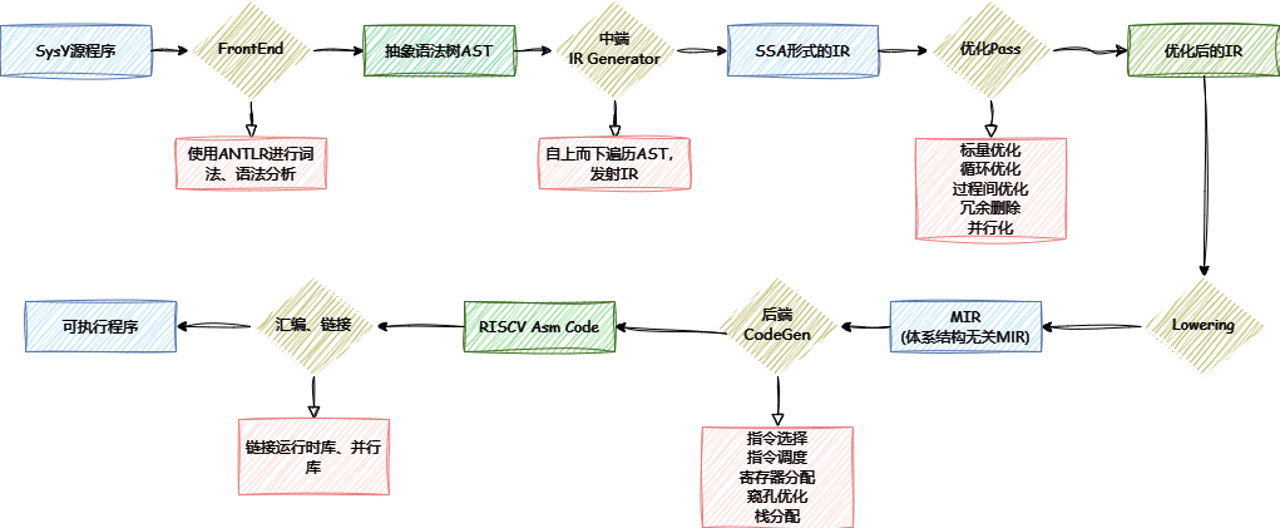 SysY源程序
FrontEnd
抽象语法树AST
中端
IR Generator
SSA形式的IR
优化Pass
优化后的IR
使用ANTLR进行词
法、语法分析
自上而下遍历AST，
发射IR
标量优化
循环优化
过程间优化
冗余删除
并行化
可执行程序
汇编、链接
RISCV Asm Code
后端
CodeGen
MIR
(体系结构无关MIR)
Lowering
链接运行时库、并行
库
指令选择
指令调度
寄存器分配
窥孔优化
栈分配